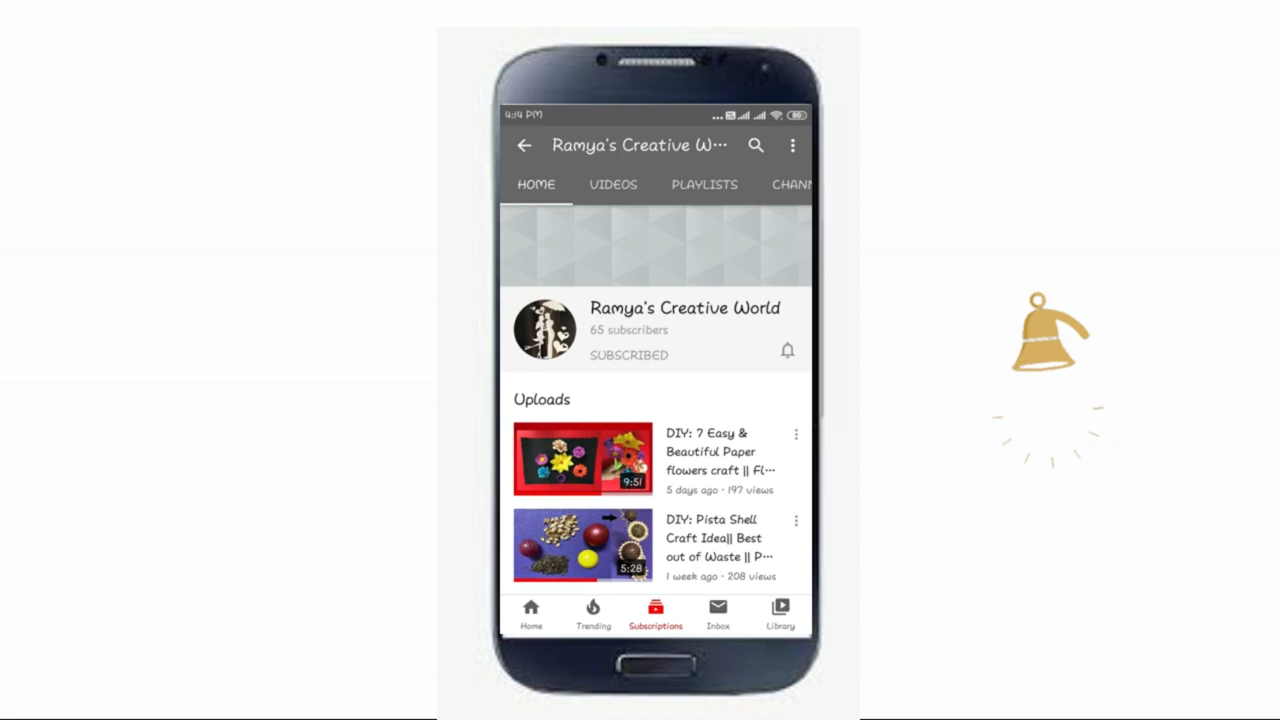 4:14 PM
80
Ramya's Creative W...
HOME VIDEOS PLAYLISTS CHANN
Ramya's Creative World
65 subscribers
SUBSCRIBED
Uploads
DIY: 7 Easy &
Beautiful Paper
flowers craft || Fl...
5 days ago · 197 views
9:51
DIY: Pista Shell
Craft Idea|| Best
out of Waste || P...
1 week ago · 208 views
5:28
Home Trending Subscriptions Inbox Library